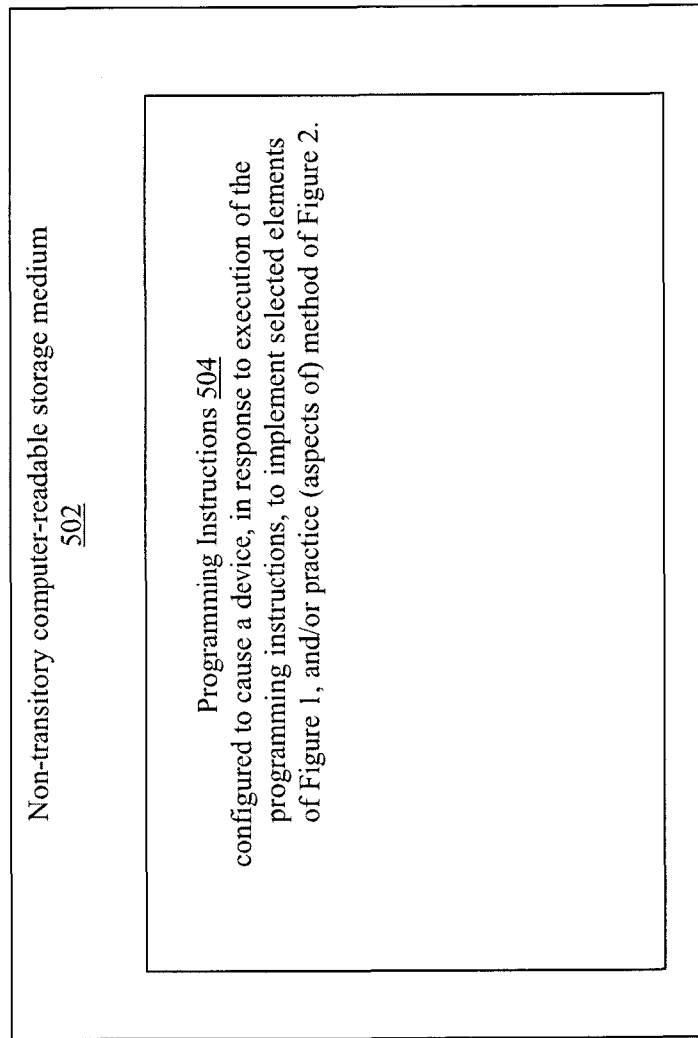 Non-transitory computer-readable storage medium
502
Programming Instructions 504
configured to cause a device, in response to execution of the
programming instructions, to implement selected elements
of Figure 1, and/or practice (aspects of) method of Figure 2.